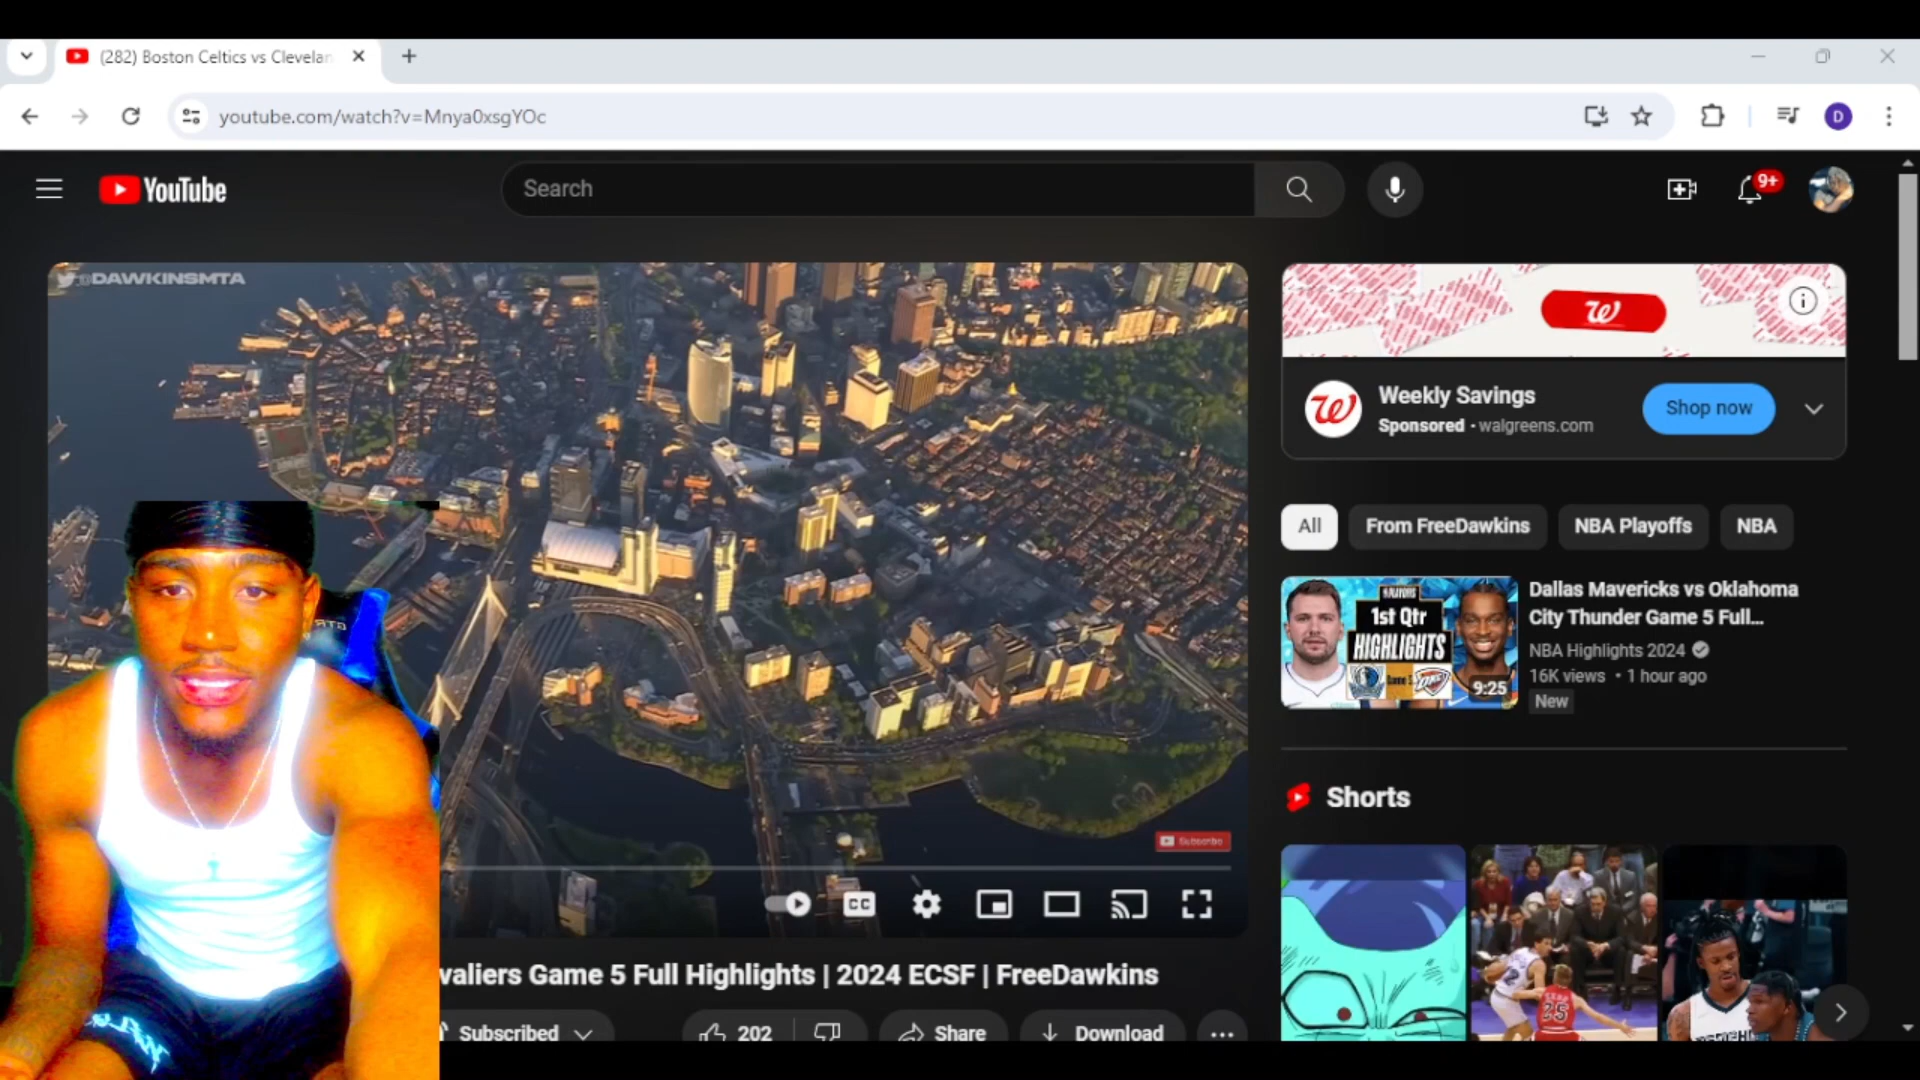 (282) Boston Celtics vs Clevelan
youtube.com/watch?v=Mnya0xsgYOc
D
YouTube
Search
9+
@DAWKINSMTA
Subscribe
Weekly Savings
Sponsored · walgreens.com
Shop now
All
From FreeDawkins
NBA Playoffs
NBA
PLAYOFFS
1st Qtr
HIGHLIGHTS
9:25
Dallas Mavericks vs Oklahoma
City Thunder Game 5 Full...
NBA Highlights 2024
16K views • 1 hour ago
New
Shorts
CC
valiers Game 5 Full Highlights | 2024 ECSF | FreeDawkins
Subscribed
202
Share
Download